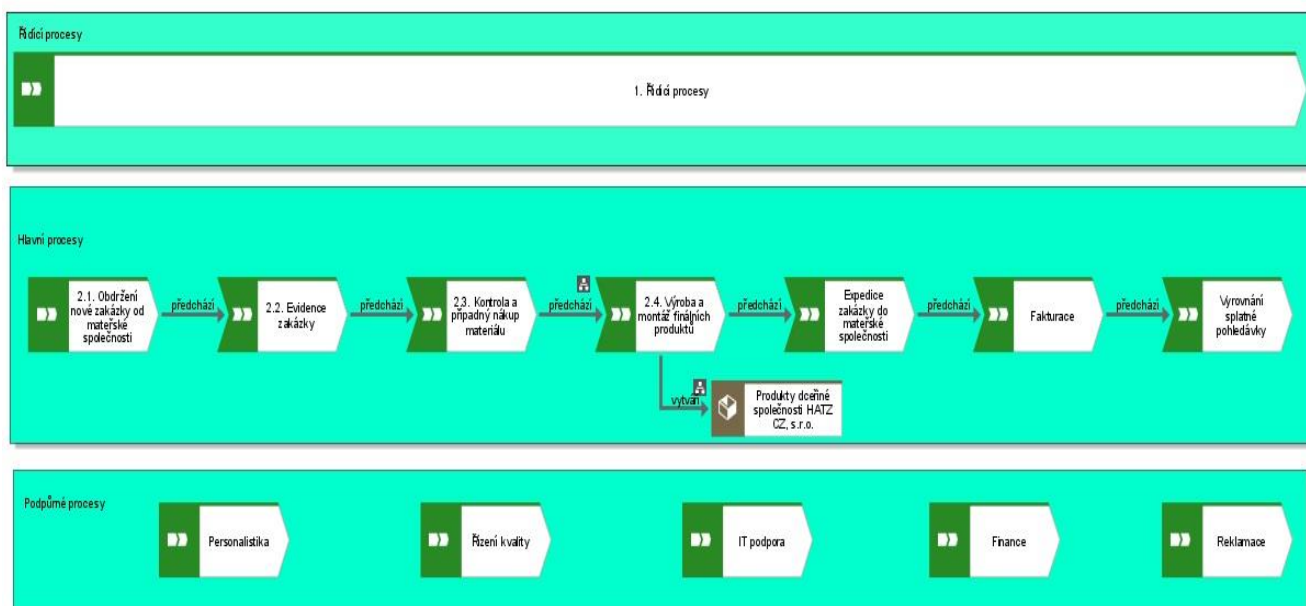 Řídící procesy
1. Řídící procesy
Hlavní procesy
2.1. Obdržení
nové zakázky od
mateřské
společnosti
předchází
2.2. Evidence
zakázky
předchází
2.3. Kontrola a
případný nákup
materiálu
předchází
2.4. Výroba a
montáž finálních
produktů
předchází
Expedice
zakázky do
mateřské
společnosti
předchází
Fakturace
předchází
Vyrovnání
splatné
pohledávky
vytváří
Produkty dceřiné
společnosti HATZ
CZ, s.r.o.
Podpůrné procesy
Personalistika
Řízení kvality
IT podpora
Finance
Reklamace